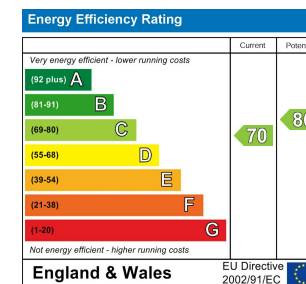 Energy Efficiency Rating
Current
Very energy efficient - lower running costs
(92 plus) A
(81-91) B
(69-80) C
70
(55-68) D
(39-54) E
(21-38) F
(1-20) G
Not energy efficient - higher running costs
England & Wales
EU Directive
2002/91/EC